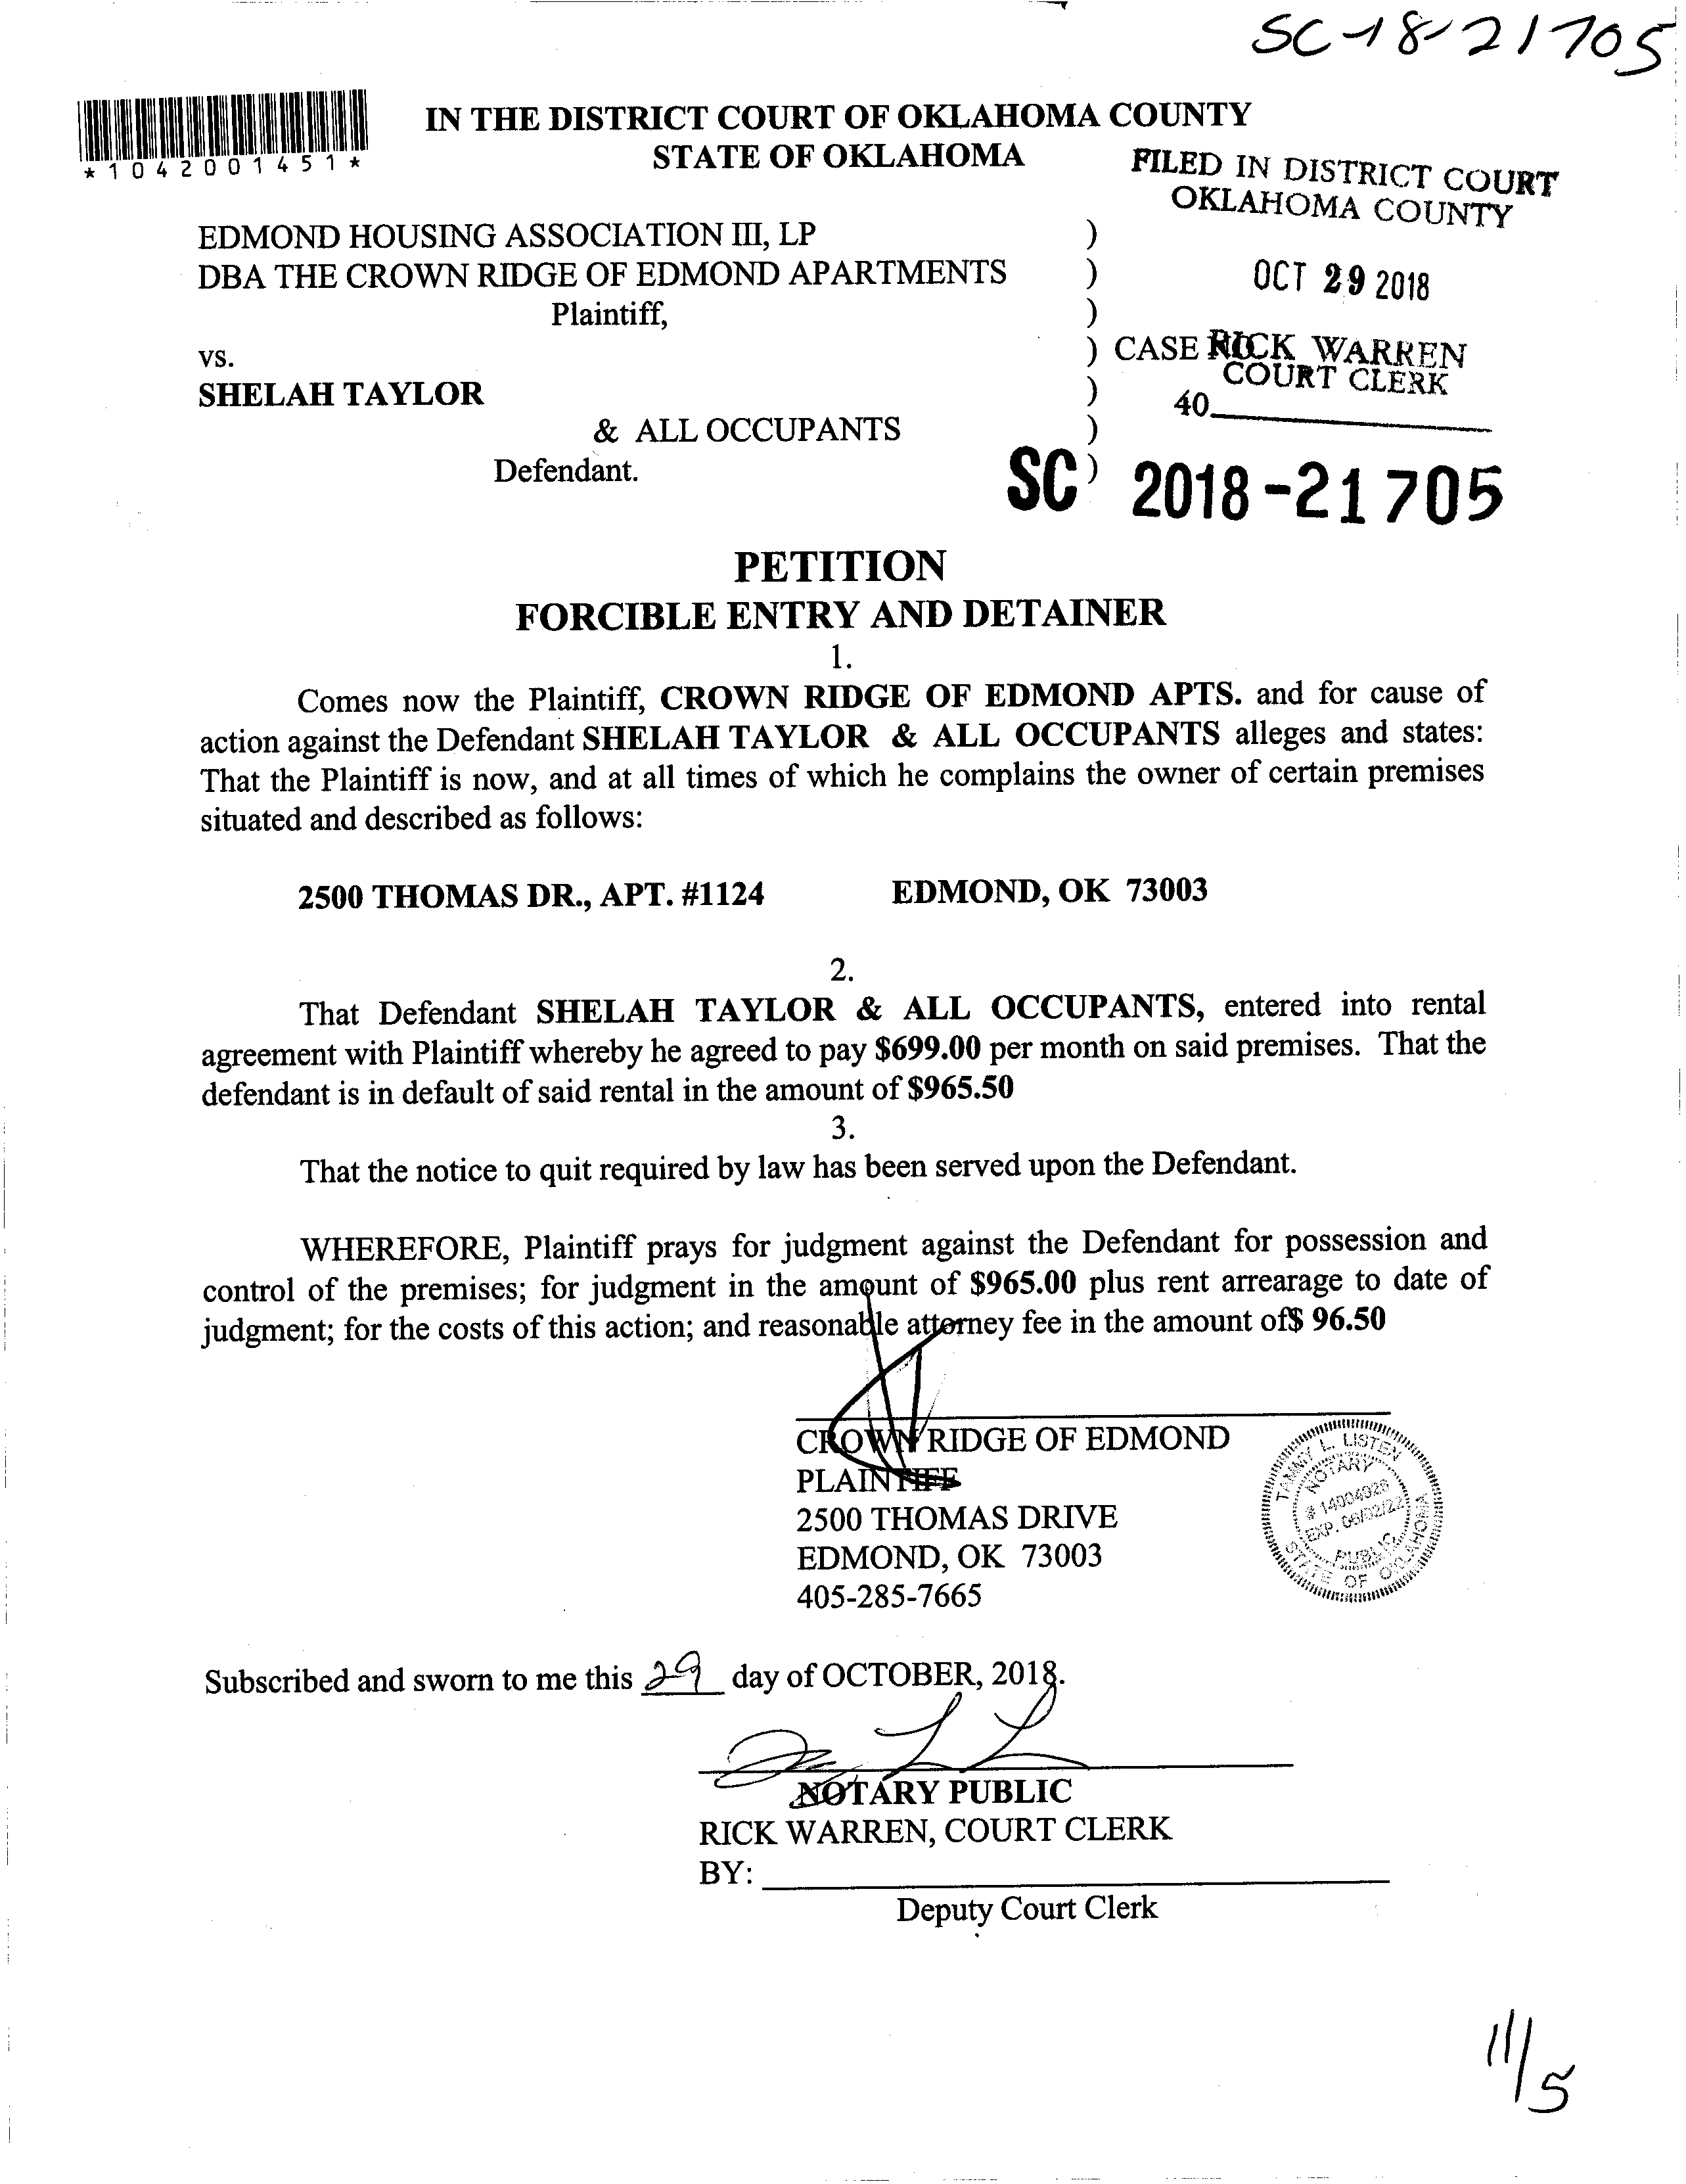 SC-18-21705
*1042001451*
IN THE DISTRICT COURT OF OKLAHOMA COUNTY
STATE OF OKLAHOMA
FILED IN DISTRICT COURT
OKLAHOMA COUNTY
EDMOND HOUSING ASSOCIATION III, LP )
DBA THE CROWN RIDGE OF EDMOND APARTMENTS )
OCT 29 2018
Plaintiff, )
vs. ) CASE
RICK WARREN
COURT CLERK
SHELAH TAYLOR )
40
& ALL OCCUPANTS )
Defendant. )
SC 2018-21705
PETITION
FORCIBLE ENTRY AND DETAINER
1.
Comes now the Plaintiff, CROWN RIDGE OF EDMOND APTS. and for cause of
action against the Defendant SHELAH TAYLOR & ALL OCCUPANTS alleges and states:
That the Plaintiff is now, and at all times of which he complains the owner of certain premises
situated and described as follows:
2500 THOMAS DR., APT. #1124 EDMOND, OK 73003
2.
That Defendant SHELAH TAYLOR & ALL OCCUPANTS, entered into rental
agreement with Plaintiff whereby he agreed to pay $699.00 per month on said premises. That the
defendant is in default of said rental in the amount of $965.50
3.
That the notice to quit required by law has been served upon the Defendant.
WHEREFORE, Plaintiff prays for judgment against the Defendant for possession and
control of the premises; for judgment in the amount of $965.00 plus rent arrearage to date of
judgment; for the costs of this action; and reasonable attorney fee in the amount of$ 96.50
CROWN RIDGE OF EDMOND
PLAINTIFF
2500 THOMAS DRIVE
EDMOND, OK 73003
405-285-7665
TAMMY L. LISTEN
NOTARY
# 14004026
EXP. 05/02/22
PUBLIC
STATE OF OKLAHOMA
Subscribed and sworn to me this 29 day of OCTOBER, 2018.
NOTARY PUBLIC
RICK WARREN, COURT CLERK
BY:
Deputy Court Clerk
11/5